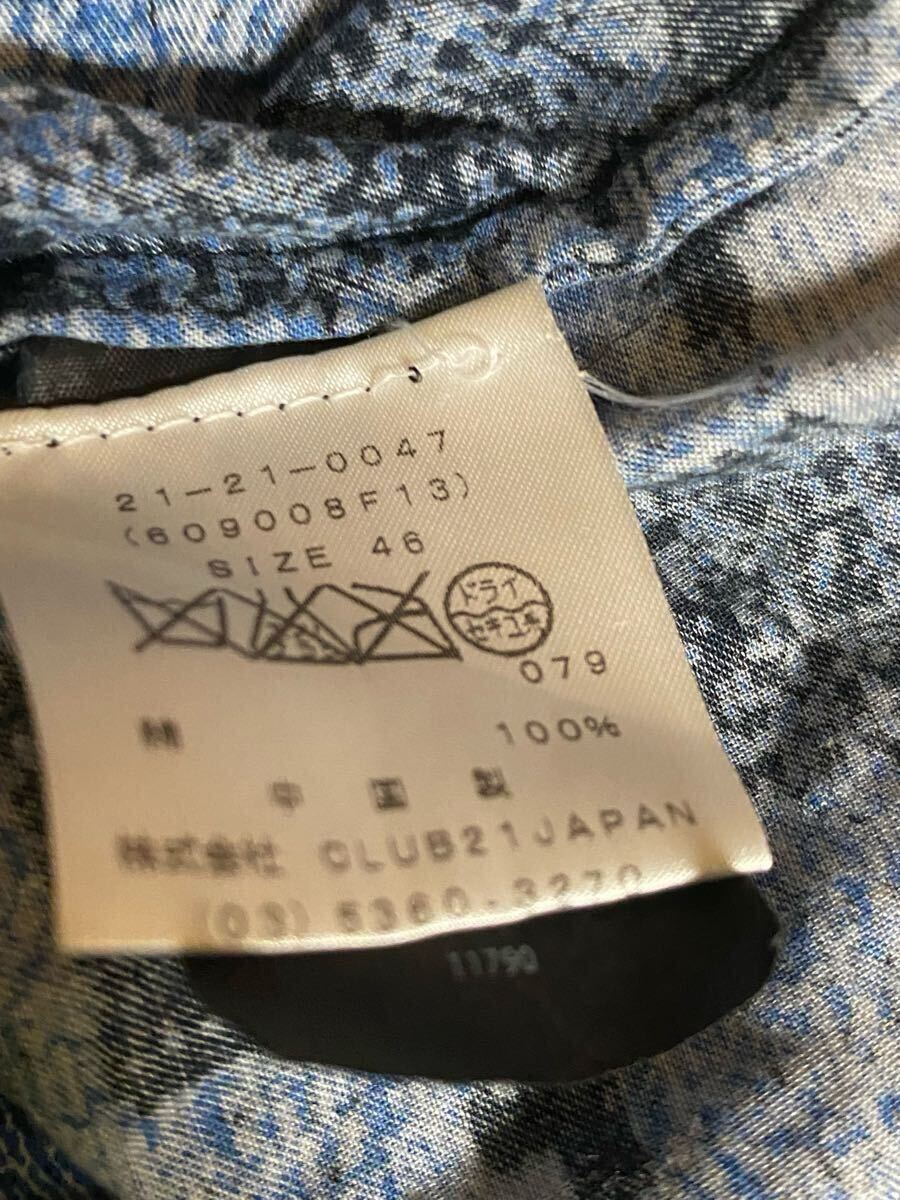 21-21-0047
(609008F13)
SIZE 46
ドライ
セキユ系
079
綿 100%
中国製
株式会社 CLUB21JAPAN
(03) 5360-3270
11790